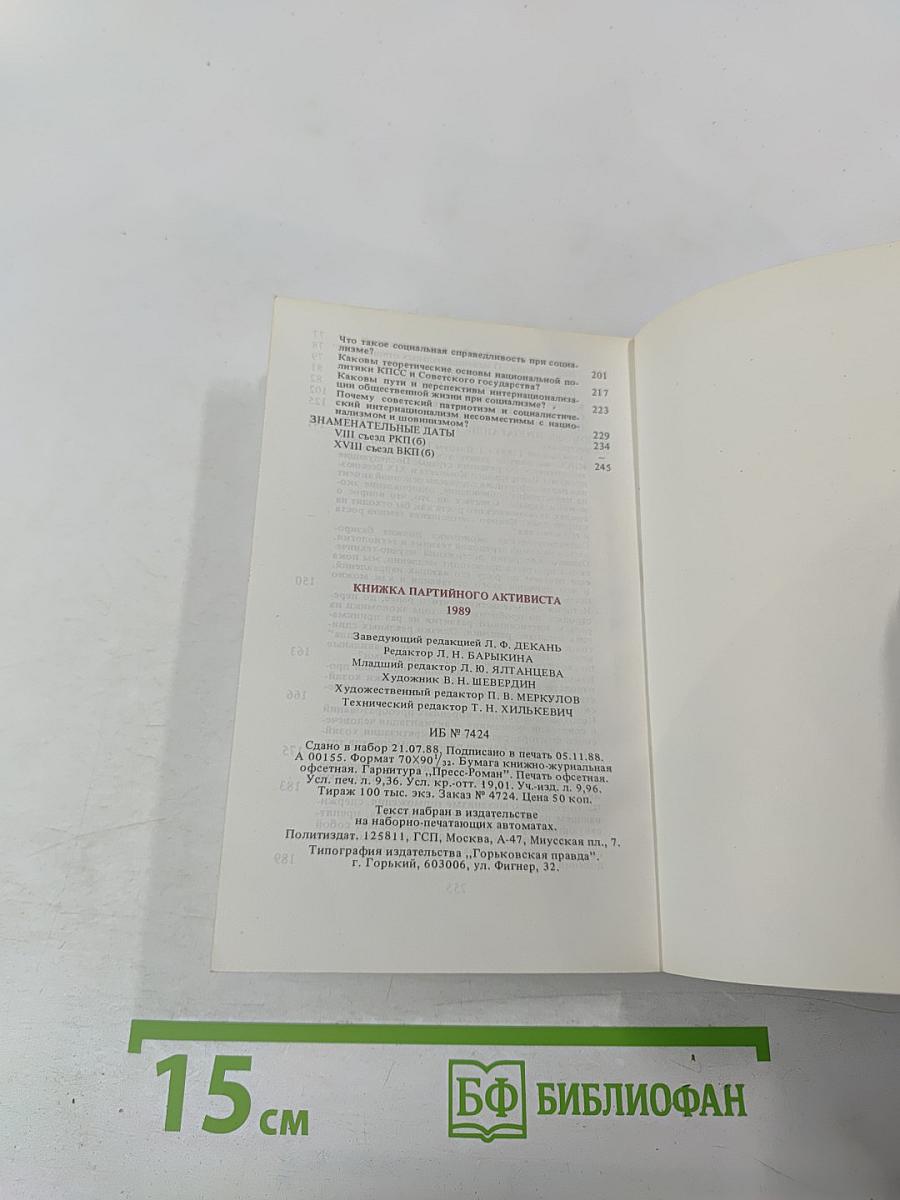 Что такое социальная справедливость при социа-
лизме? 201
Каковы теоретические основы национальной по-
литики КПСС и Советского государства? 217
Каковы пути и перспективы интернационализа-
ции общественной жизни при социализме? 223
Почему советский патриотизм и социалистиче-
ский интернационализм несовместимы с нацио-
нализмом и шовинизмом? 229
ЗНАМЕНАТЕЛЬНЫЕ ДАТЫ 234
VIII съезд РКП(б) —
XVIII съезд ВКП(б) 245
КНИЖКА ПАРТИЙНОГО АКТИВИСТА
1989
Заведующий редакцией Л. Ф. ДЕКАНЬ
Редактор Л. Н. БАРЫКИНА
Младший редактор Л. Ю. ЯЛТАНЦЕВА
Художник В. Н. ШЕВЕРДИН
Художественный редактор П. В. МЕРКУЛОВ
Технический редактор Т. Н. ХИЛЬКЕВИЧ
ИБ № 7424
Сдано в набор 21.07.88. Подписано в печать 05.11.88.
А 00155. Формат 70Х90 1/32. Бумага книжно-журнальная
офсетная. Гарнитура ,,Пресс-Роман". Печать офсетная.
Усл. печ. л. 9,36. Усл. кр.-отт. 19,01. Уч.-изд. л. 9,96.
Тираж 100 тыс. экз. Заказ № 4724. Цена 50 коп.
Текст набран в издательстве
на наборно-печатающих автоматах.
Политиздат. 125811, ГСП, Москва, А-47, Миусская пл., 7.
Типография издательства ,,Горьковская правда".
г. Горький, 603006, ул. Фигнер, 32.
15 см
БФ БИБЛИОФАН